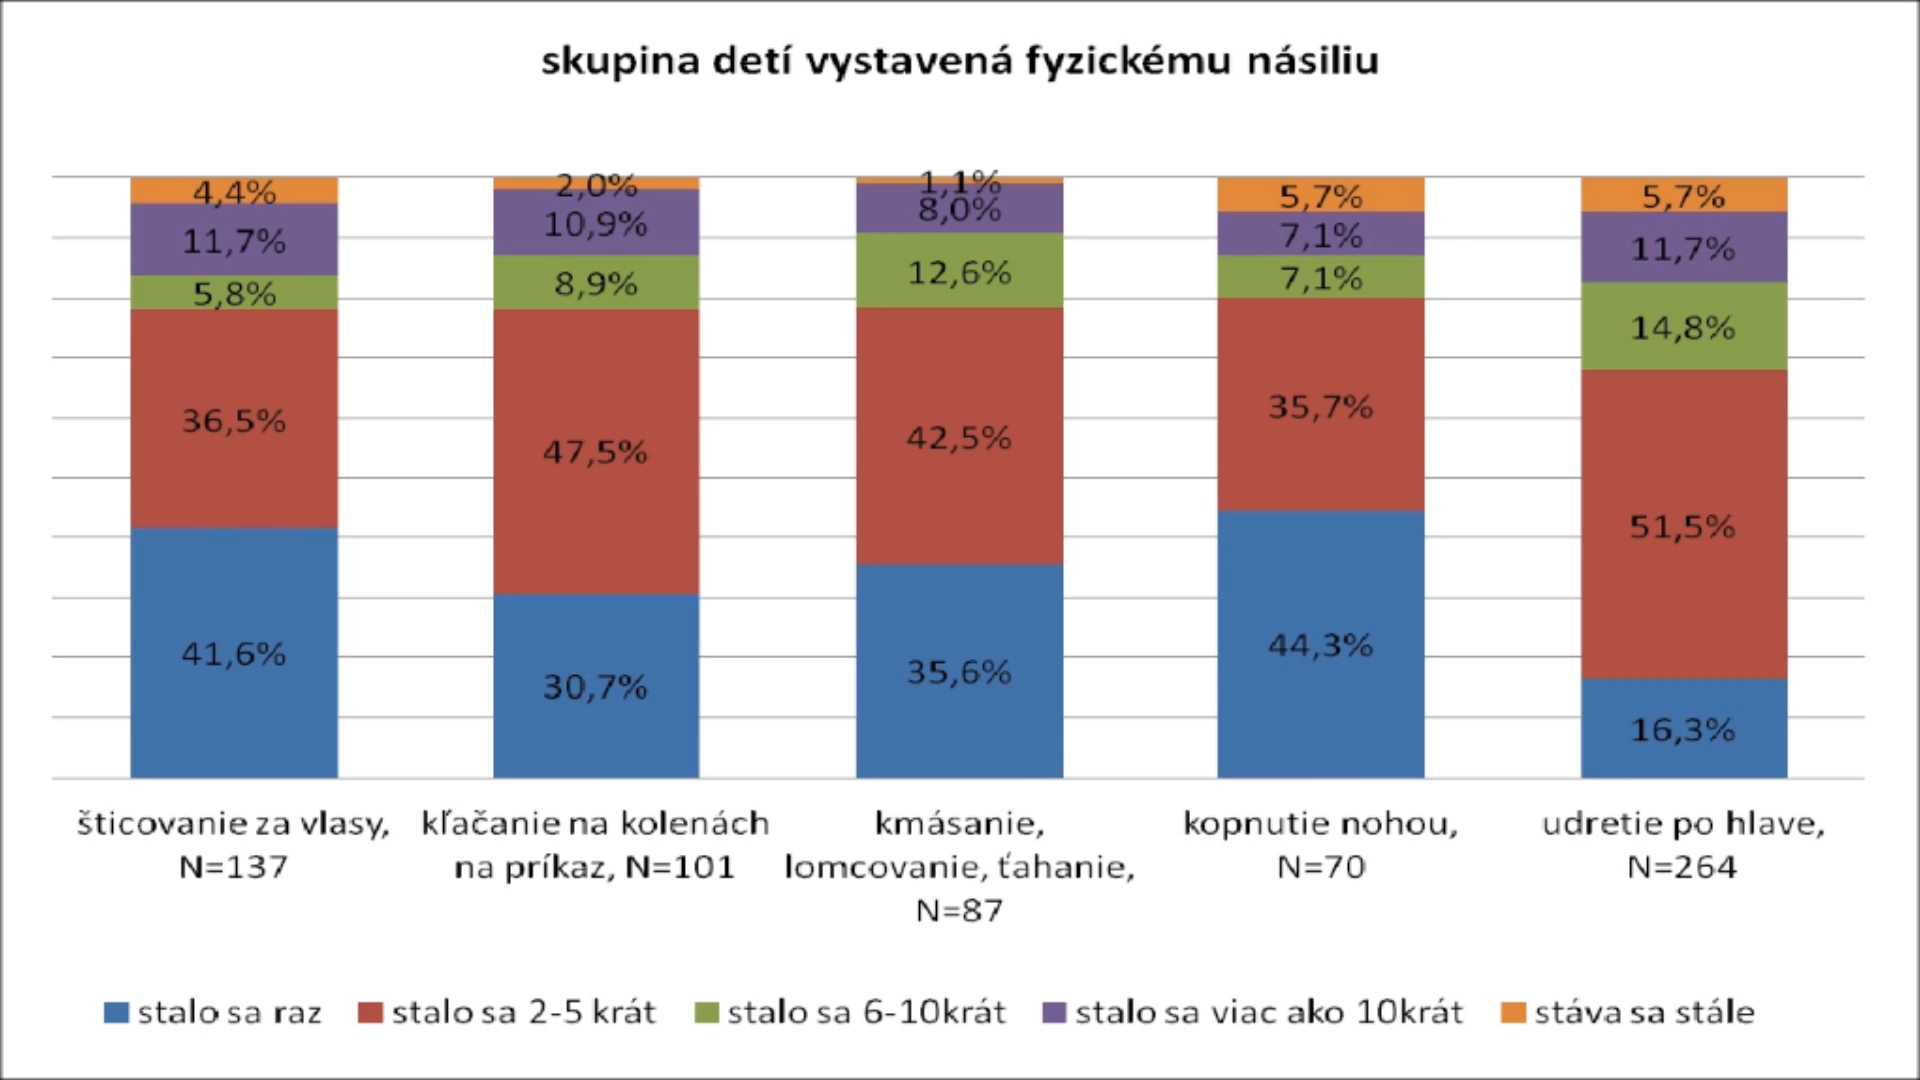 skupina detí vystavená fyzickému násiliu
4,4%
2,0%
1,1%
5,7%
5,7%
11,7%
10,9%
8,0%
7,1%
11,7%
5,8%
8,9%
12,6%
7,1%
14,8%
36,5%
47,5%
42,5%
35,7%
51,5%
41,6%
30,7%
35,6%
44,3%
16,3%
šticovanie za vlasy,
N=137
kľačanie na kolenách
na príkaz, N=101
kmásanie,
lomcovanie, ťahanie,
N=87
kopnutie nohou,
N=70
udretie po hlave,
N=264
stalo sa raz
stalo sa 2-5 krát
stalo sa 6-10krát
stalo sa viac ako 10krát
stáva sa stále